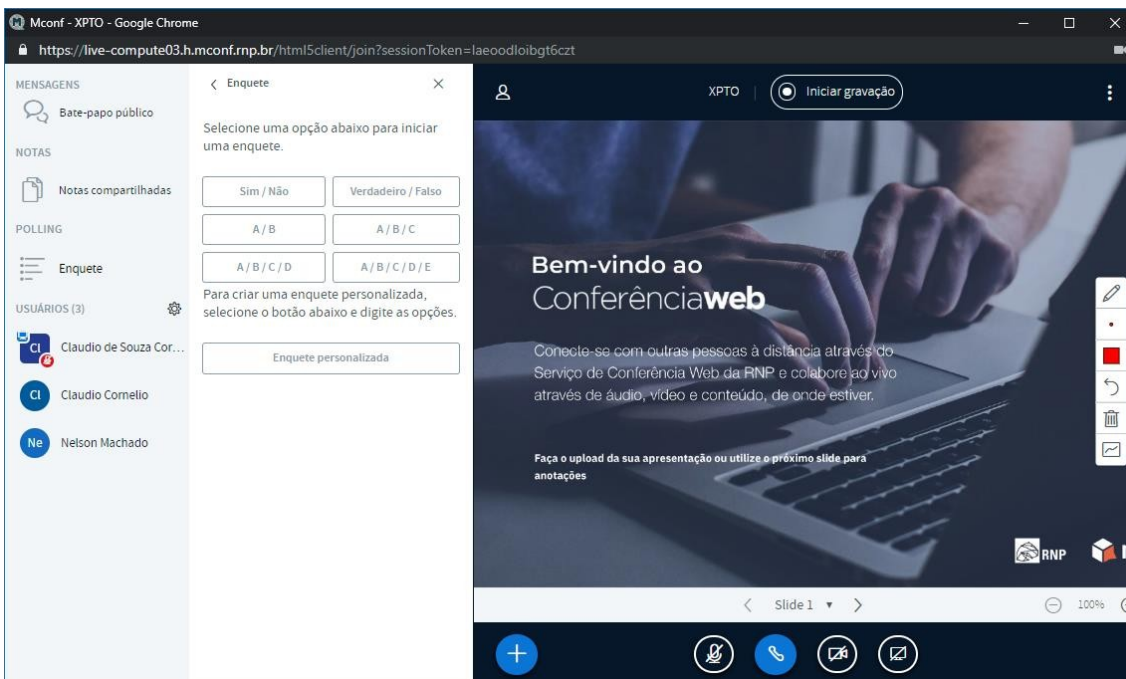 Mconf - XPTO - Google Chrome
https://live-compute03.h.mconf.rnp.br/html5client/join?sessionToken=laeoodloibgt6czt
MENSAGENS
Bate-papo público
NOTAS
Notas compartilhadas
POLLING
Enquete
USUÁRIOS (3)
CI
Claudio de Souza Cor...
CI
Claudio Cornelio
Ne
Nelson Machado
Enquete
Selecione uma opção abaixo para iniciar
uma enquete.
Sim / Não
Verdadeiro / Falso
A / B
A / B / C
A / B / C / D
A / B / C / D / E
Para criar uma enquete personalizada,
selecione o botão abaixo e digite as opções.
Enquete personalizada
XPTO
Iniciar gravação
Bem-vindo ao
Conferênciaweb
Conecte-se com outras pessoas à distância através do
Serviço de Conferência Web da RNP e colabore ao vivo
através de áudio, vídeo e conteúdo, de onde estiver.
Faça o upload da sua apresentação ou utilize o próximo slide para
anotações
RNP
Slide 1
100%